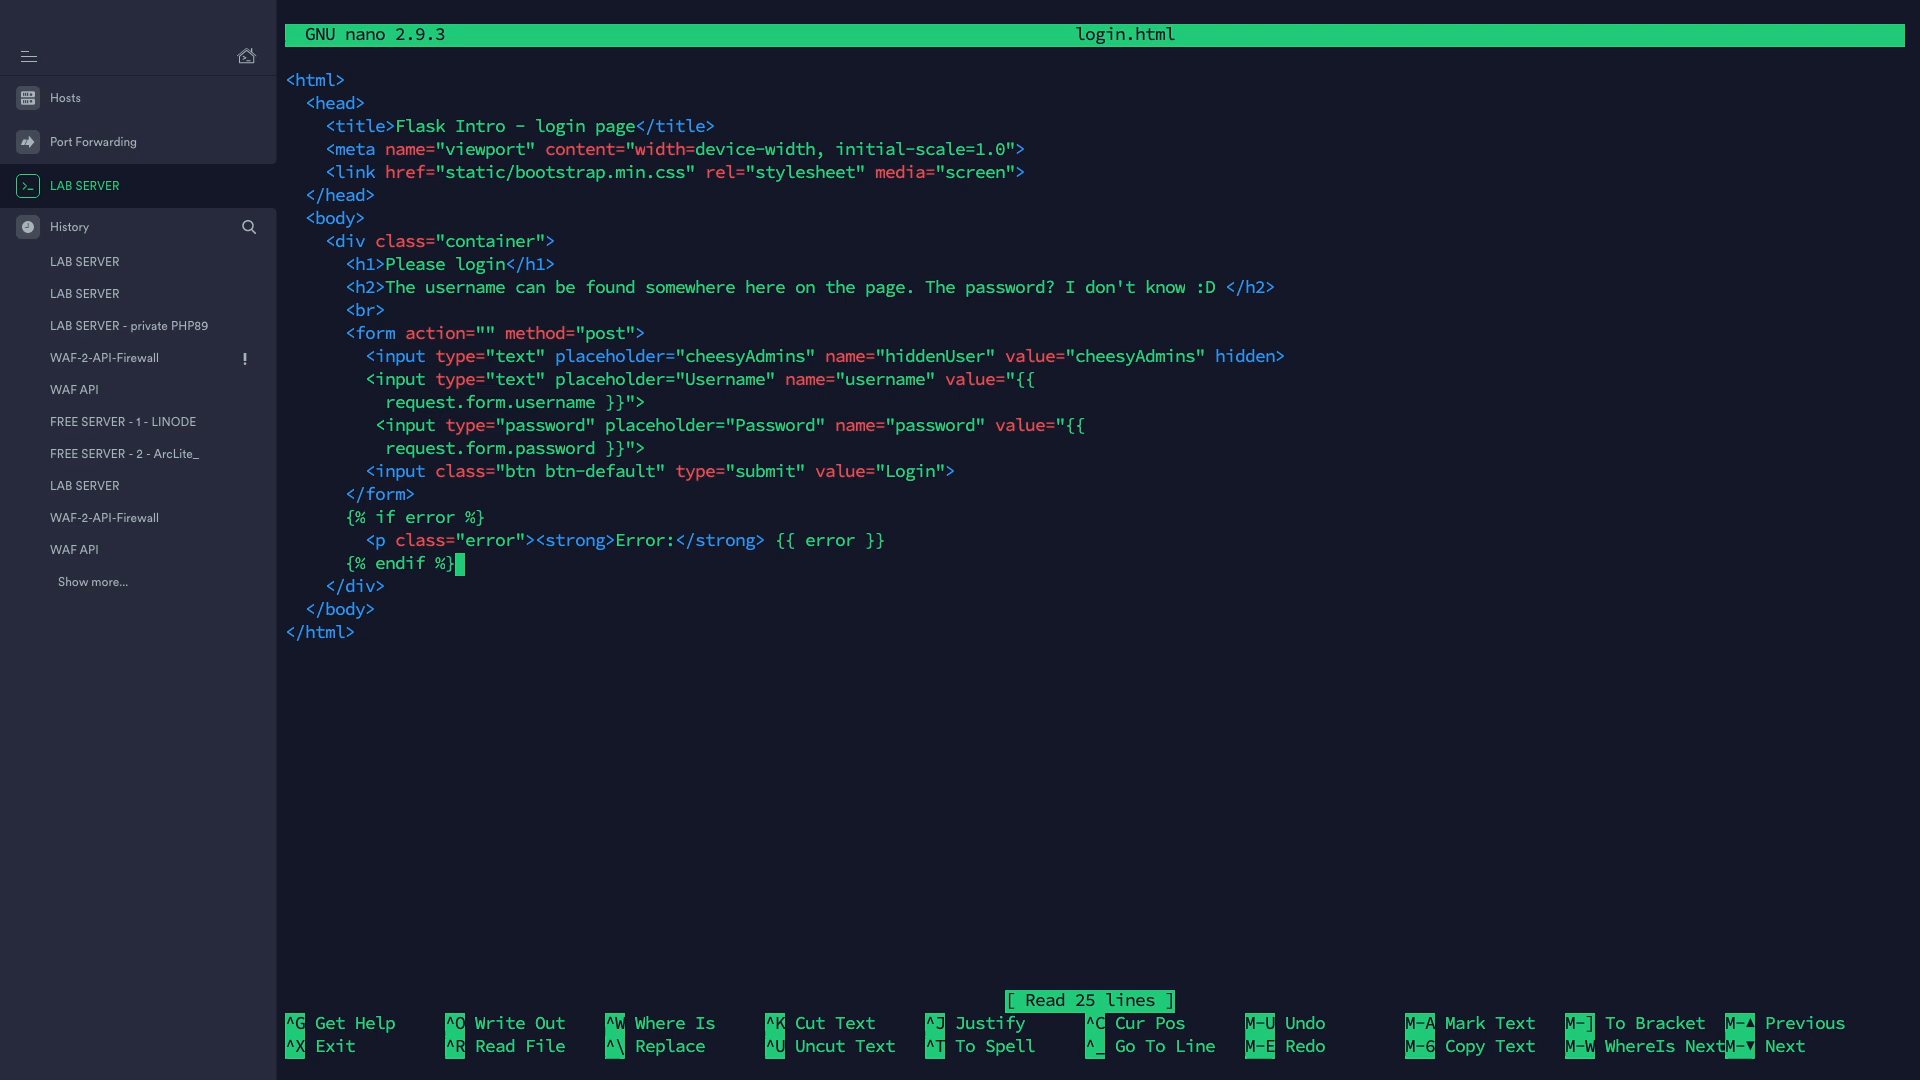 Hosts
Port Forwarding
LAB SERVER
History
LAB SERVER
LAB SERVER
LAB SERVER - private PHP89
WAF-2-API-Firewall !
WAF API
FREE SERVER - 1 - LINODE
FREE SERVER - 2 - ArcLite_
LAB SERVER
WAF-2-API-Firewall
WAF API
Show more...
GNU nano 2.9.3 login.html
<html>
  <head>
    <title>Flask Intro - login page</title>
    <meta name="viewport" content="width=device-width, initial-scale=1.0">
    <link href="static/bootstrap.min.css" rel="stylesheet" media="screen">
  </head>
  <body>
    <div class="container">
      <h1>Please login</h1>
      <h2>The username can be found somewhere here on the page. The password? I don't know :D </h2>
      <br>
      <form action="" method="post">
        <input type="text" placeholder="cheesyAdmins" name="hiddenUser" value="cheesyAdmins" hidden>
        <input type="text" placeholder="Username" name="username" value="{{
          request.form.username }}">
         <input type="password" placeholder="Password" name="password" value="{{
          request.form.password }}">
        <input class="btn btn-default" type="submit" value="Login">
      </form>
      {% if error %}
        <p class="error"><strong>Error:</strong> {{ error }}
      {% endif %}
    </div>
  </body>
</html>
[ Read 25 lines ]
^G Get Help ^O Write Out ^W Where Is ^K Cut Text ^J Justify ^C Cur Pos M-U Undo M-A Mark Text M-] To Bracket M-▲ Previous
^X Exit ^R Read File ^\ Replace ^U Uncut Text ^T To Spell ^_ Go To Line M-E Redo M-6 Copy Text M-W WhereIs Next M-▼ Next